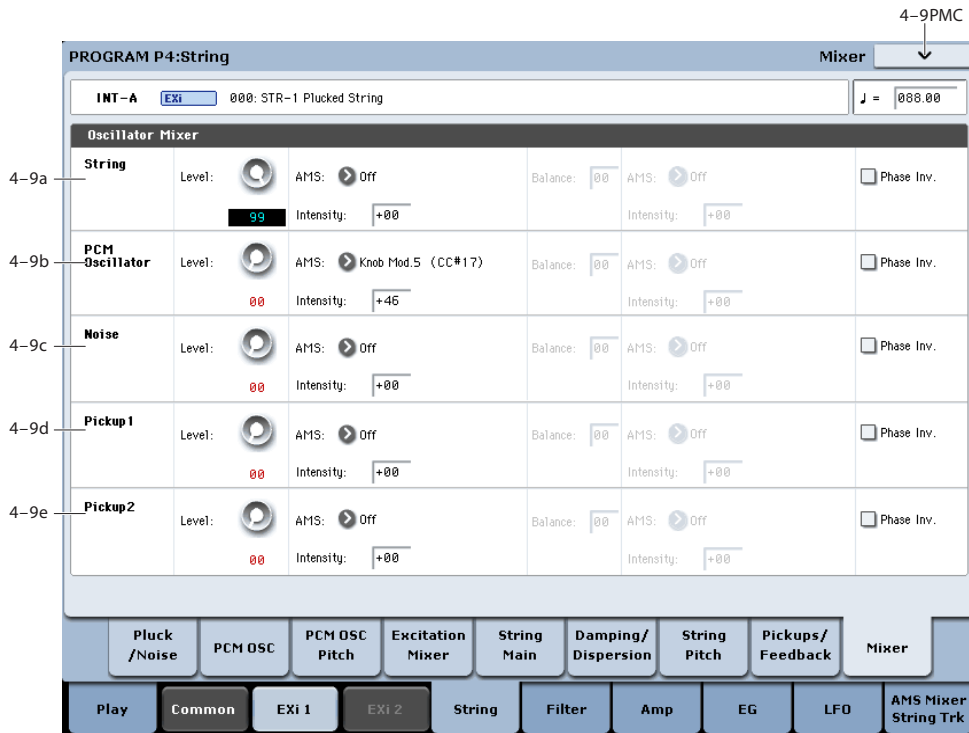 4–9PMC
PROGRAM P4:String Mixer
INT-A EXi 000: STR-1 Plucked String ♩ = 088.00
Oscillator Mixer
4–9a String Level: AMS: Off Balance: 00 AMS: Off Phase Inv.
99 Intensity: +00 Intensity: +00
4–9b PCM Oscillator Level: AMS: Knob Mod.5 (CC#17) Balance: 00 AMS: Off Phase Inv.
00 Intensity: +46 Intensity: +00
4–9c Noise Level: AMS: Off Balance: 00 AMS: Off Phase Inv.
00 Intensity: +00 Intensity: +00
4–9d Pickup1 Level: AMS: Off Balance: 00 AMS: Off Phase Inv.
00 Intensity: +00 Intensity: +00
4–9e Pickup2 Level: AMS: Off Balance: 00 AMS: Off Phase Inv.
00 Intensity: +00 Intensity: +00
Pluck /Noise PCM OSC PCM OSC Pitch Excitation Mixer String Main Damping/ Dispersion String Pitch Pickups/ Feedback Mixer
Play Common EXi 1 EXi 2 String Filter Amp EG LFO AMS Mixer String Trk